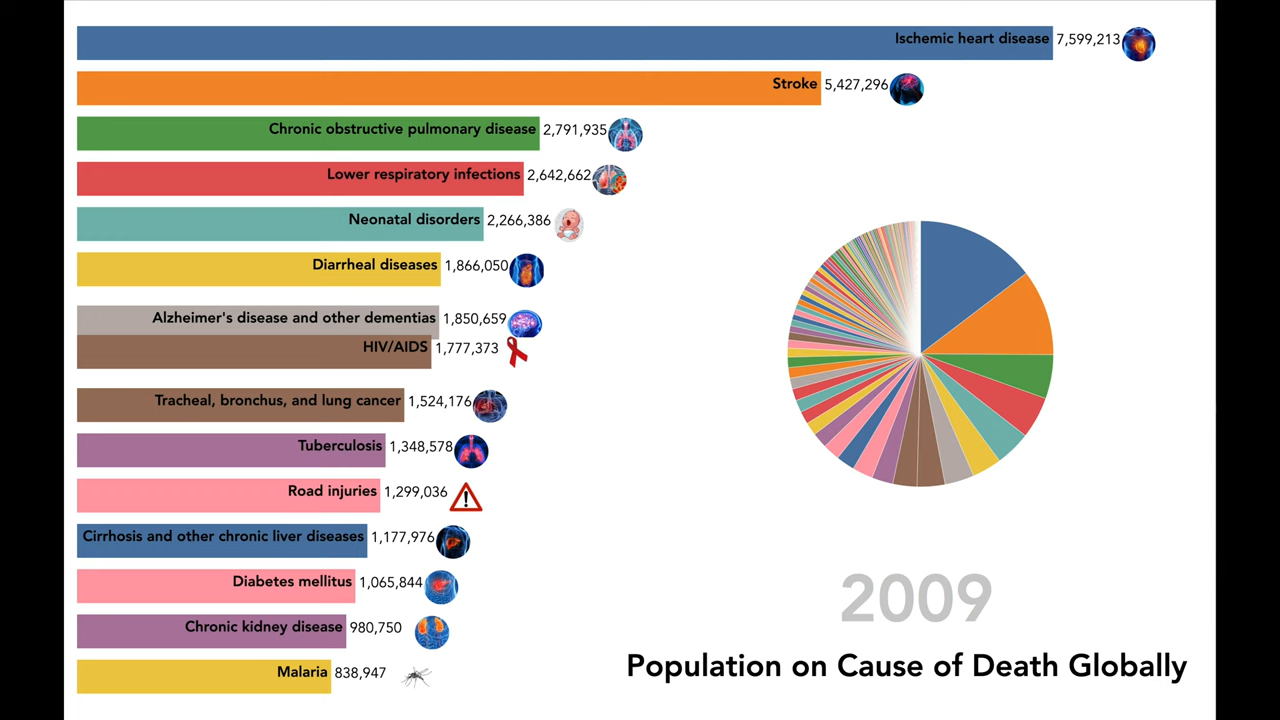 Ischemic heart disease 7,599,213
Stroke 5,427,296
Chronic obstructive pulmonary disease 2,791,935
Lower respiratory infections 2,642,662
Neonatal disorders 2,266,386
Diarrheal diseases 1,866,050
Alzheimer's disease and other dementias 1,850,659
HIV/AIDS 1,777,373
Tracheal, bronchus, and lung cancer 1,524,176
Tuberculosis 1,348,578
Road injuries 1,299,036
Cirrhosis and other chronic liver diseases 1,177,976
Diabetes mellitus 1,065,844
Chronic kidney disease 980,750
Malaria 838,947
2009
Population on Cause of Death Globally